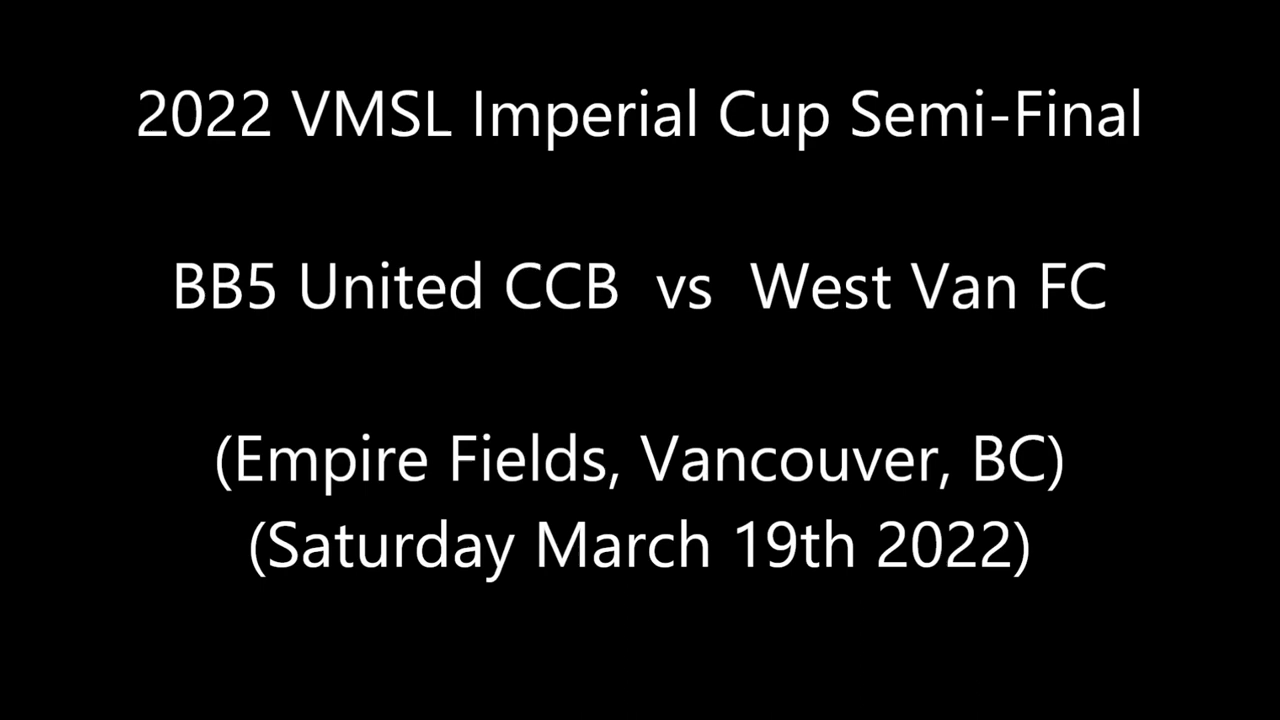 2022 VMSL Imperial Cup Semi-Final
BB5 United CCB vs West Van FC
(Empire Fields, Vancouver, BC)
(Saturday March 19th 2022)